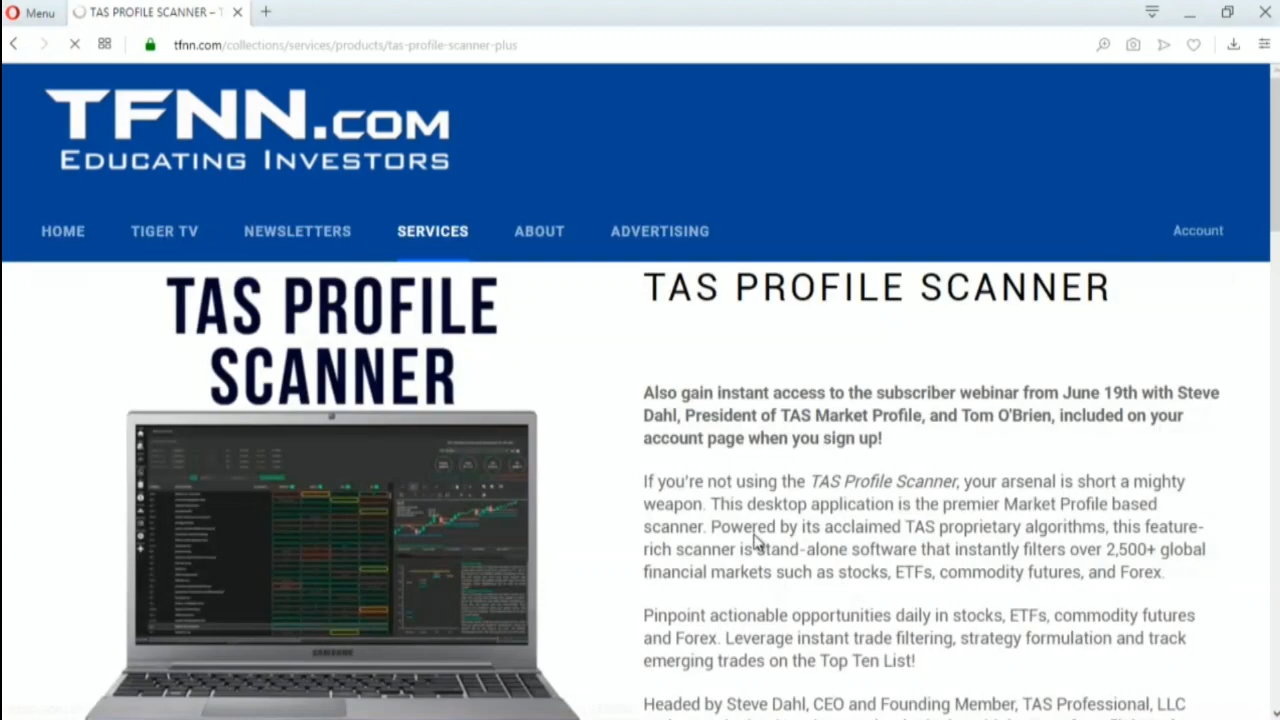 Menu
TAS PROFILE SCANNER – T
tfnn.com/collections/services/products/tas-profile-scanner-plus
TFNN.COM
EDUCATING INVESTORS
HOME TIGER TV NEWSLETTERS SERVICES ABOUT ADVERTISING Account
TAS PROFILE
SCANNER
SAMSUNG
TAS PROFILE SCANNER
Also gain instant access to the subscriber webinar from June 19th with Steve
Dahl, President of TAS Market Profile, and Tom O'Brien, included on your
account page when you sign up!
If you're not using the TAS Profile Scanner, your arsenal is short a mighty
weapon. This desktop application is the premier Market Profile based
scanner. Powered by its acclaimed TAS proprietary algorithms, this feature-
rich scanner is stand-alone software that instantly filters over 2,500+ global
financial markets such as stocks, ETFs, commodity futures, and Forex.
Pinpoint actionable opportunities daily in stocks, ETFs, commodity futures
and Forex. Leverage instant trade filtering, strategy formulation and track
emerging trades on the Top Ten List!
Headed by Steve Dahl, CEO and Founding Member, TAS Professional, LLC